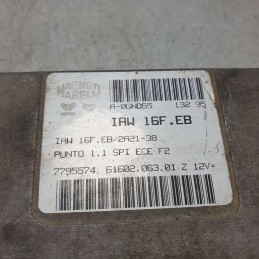 MAGNETI
MARELLI
A-0GND55 132 95
IAW 16F.EB
IAW 16F.EB/2A21-38
PUNTO 1.1 SPI ECE F2
7795574, 61602.063.01 Z 12V=